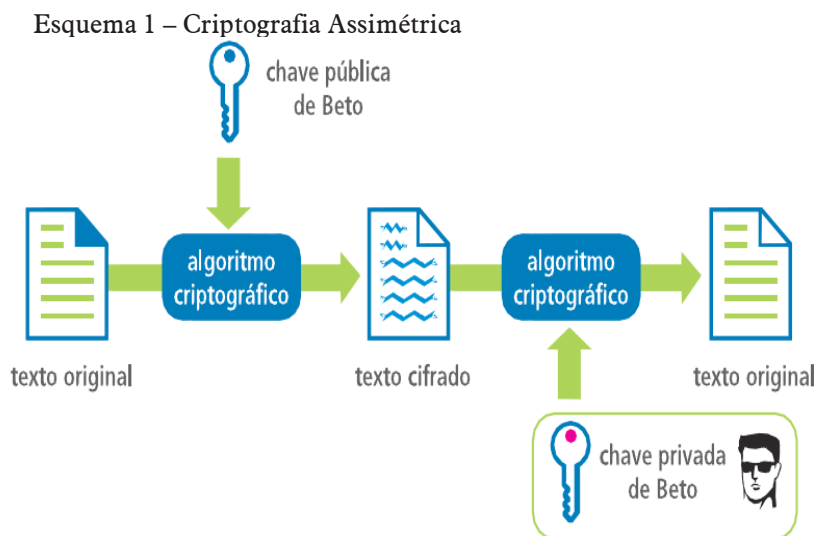 Esquema 1 – Criptografia Assimétrica
chave pública
de Beto
algoritmo
criptográfico
algoritmo
criptográfico
texto original
texto cifrado
texto original
chave privada
de Beto